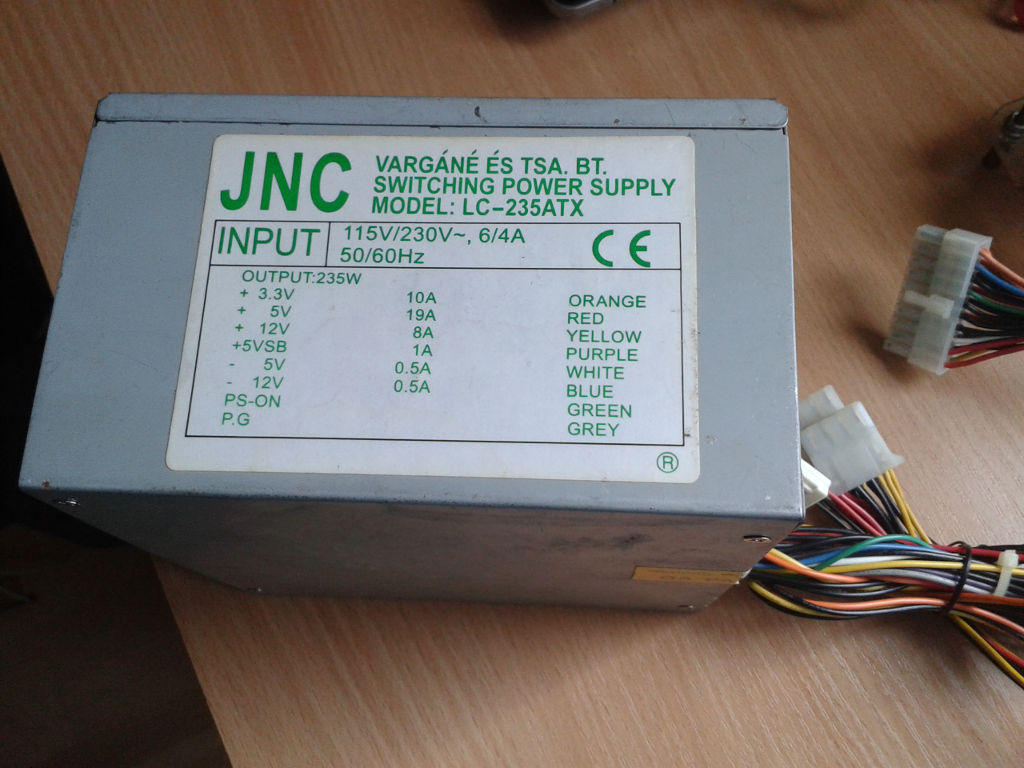 JNC
VARGÁNÉ ÉS TSA. BT.
SWITCHING POWER SUPPLY
MODEL: LC-235ATX
INPUT
115V/230V~, 6/4A
50/60Hz
CE
OUTPUT:235W
+ 3.3V 10A ORANGE
+ 5V 19A RED
+ 12V 8A YELLOW
+5VSB 1A PURPLE
- 5V 0.5A WHITE
- 12V 0.5A BLUE
PS-ON GREEN
P.G GREY
®